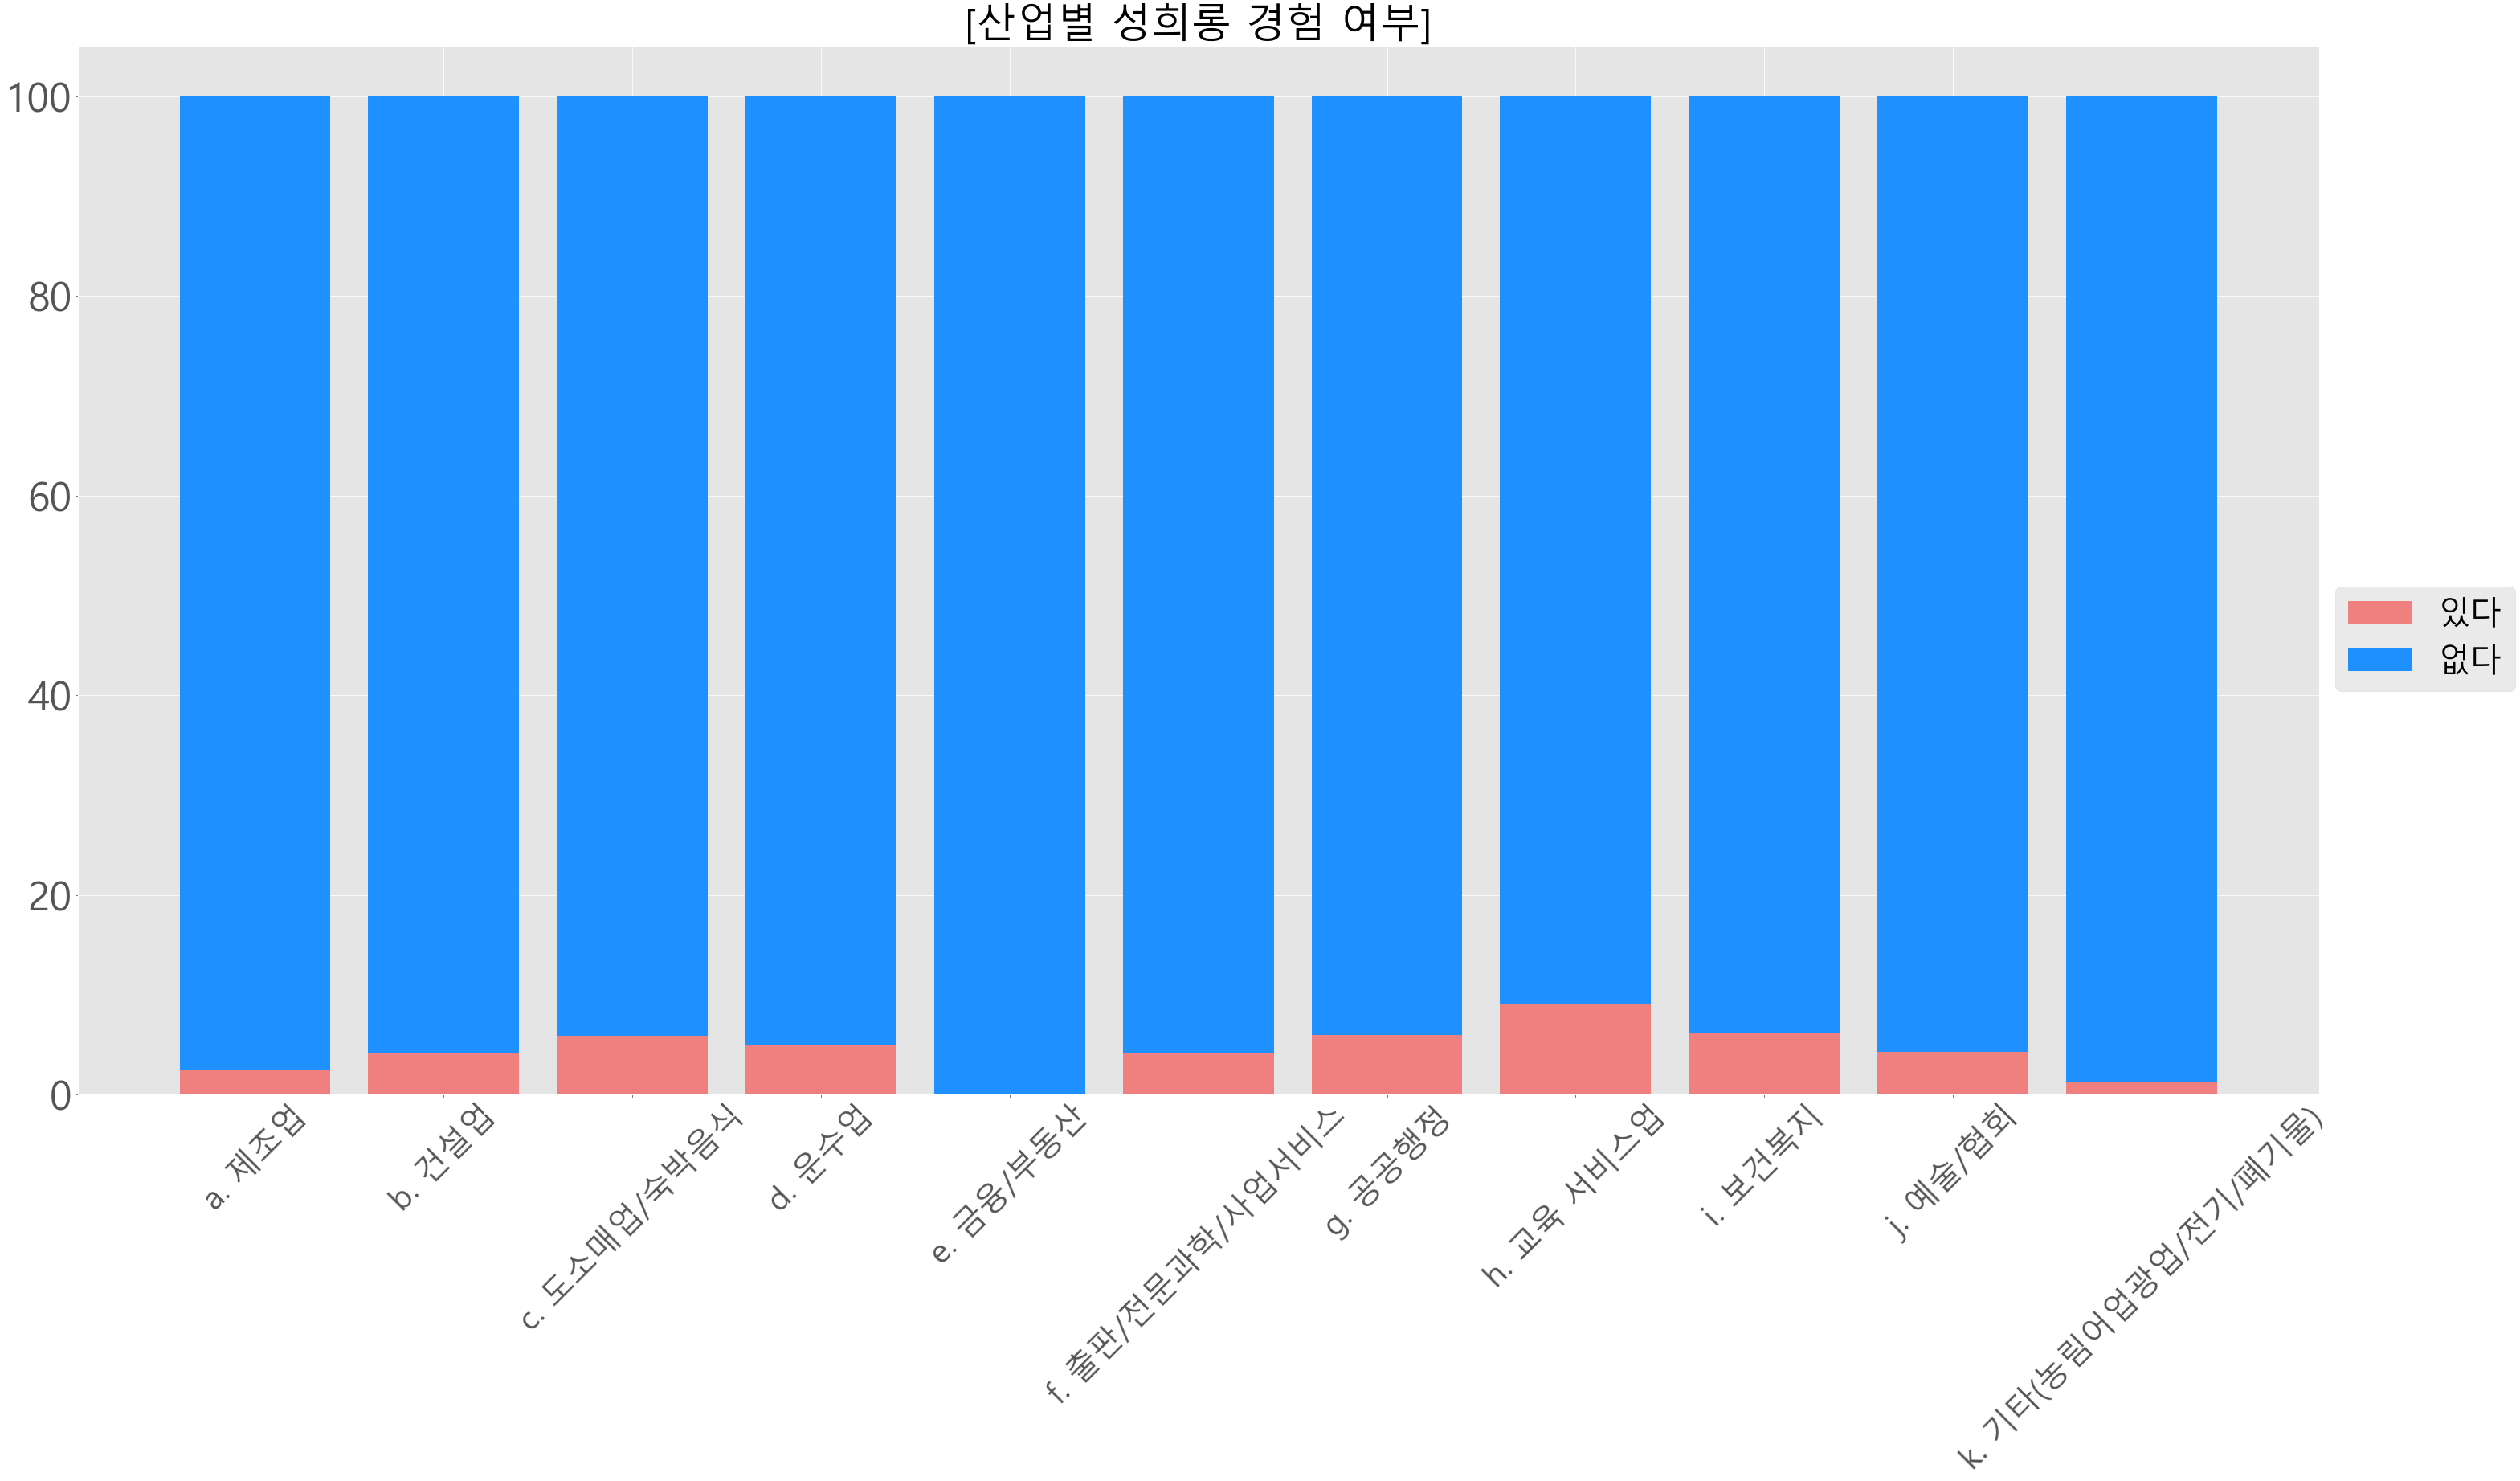 [산업별 성희롱 경험 여부]
100
80
60
40
20
0
있다
없다
a. 제조업
b. 건설업
c. 도소매업/숙박음식
d. 운수업
e. 금융/부동산
f. 출판/전문과학/사업서비스
g. 공공행정
h. 교육 서비스업
i. 보건복지
j. 예술/협회
k. 기타(농림어업광업/전기/폐기물)